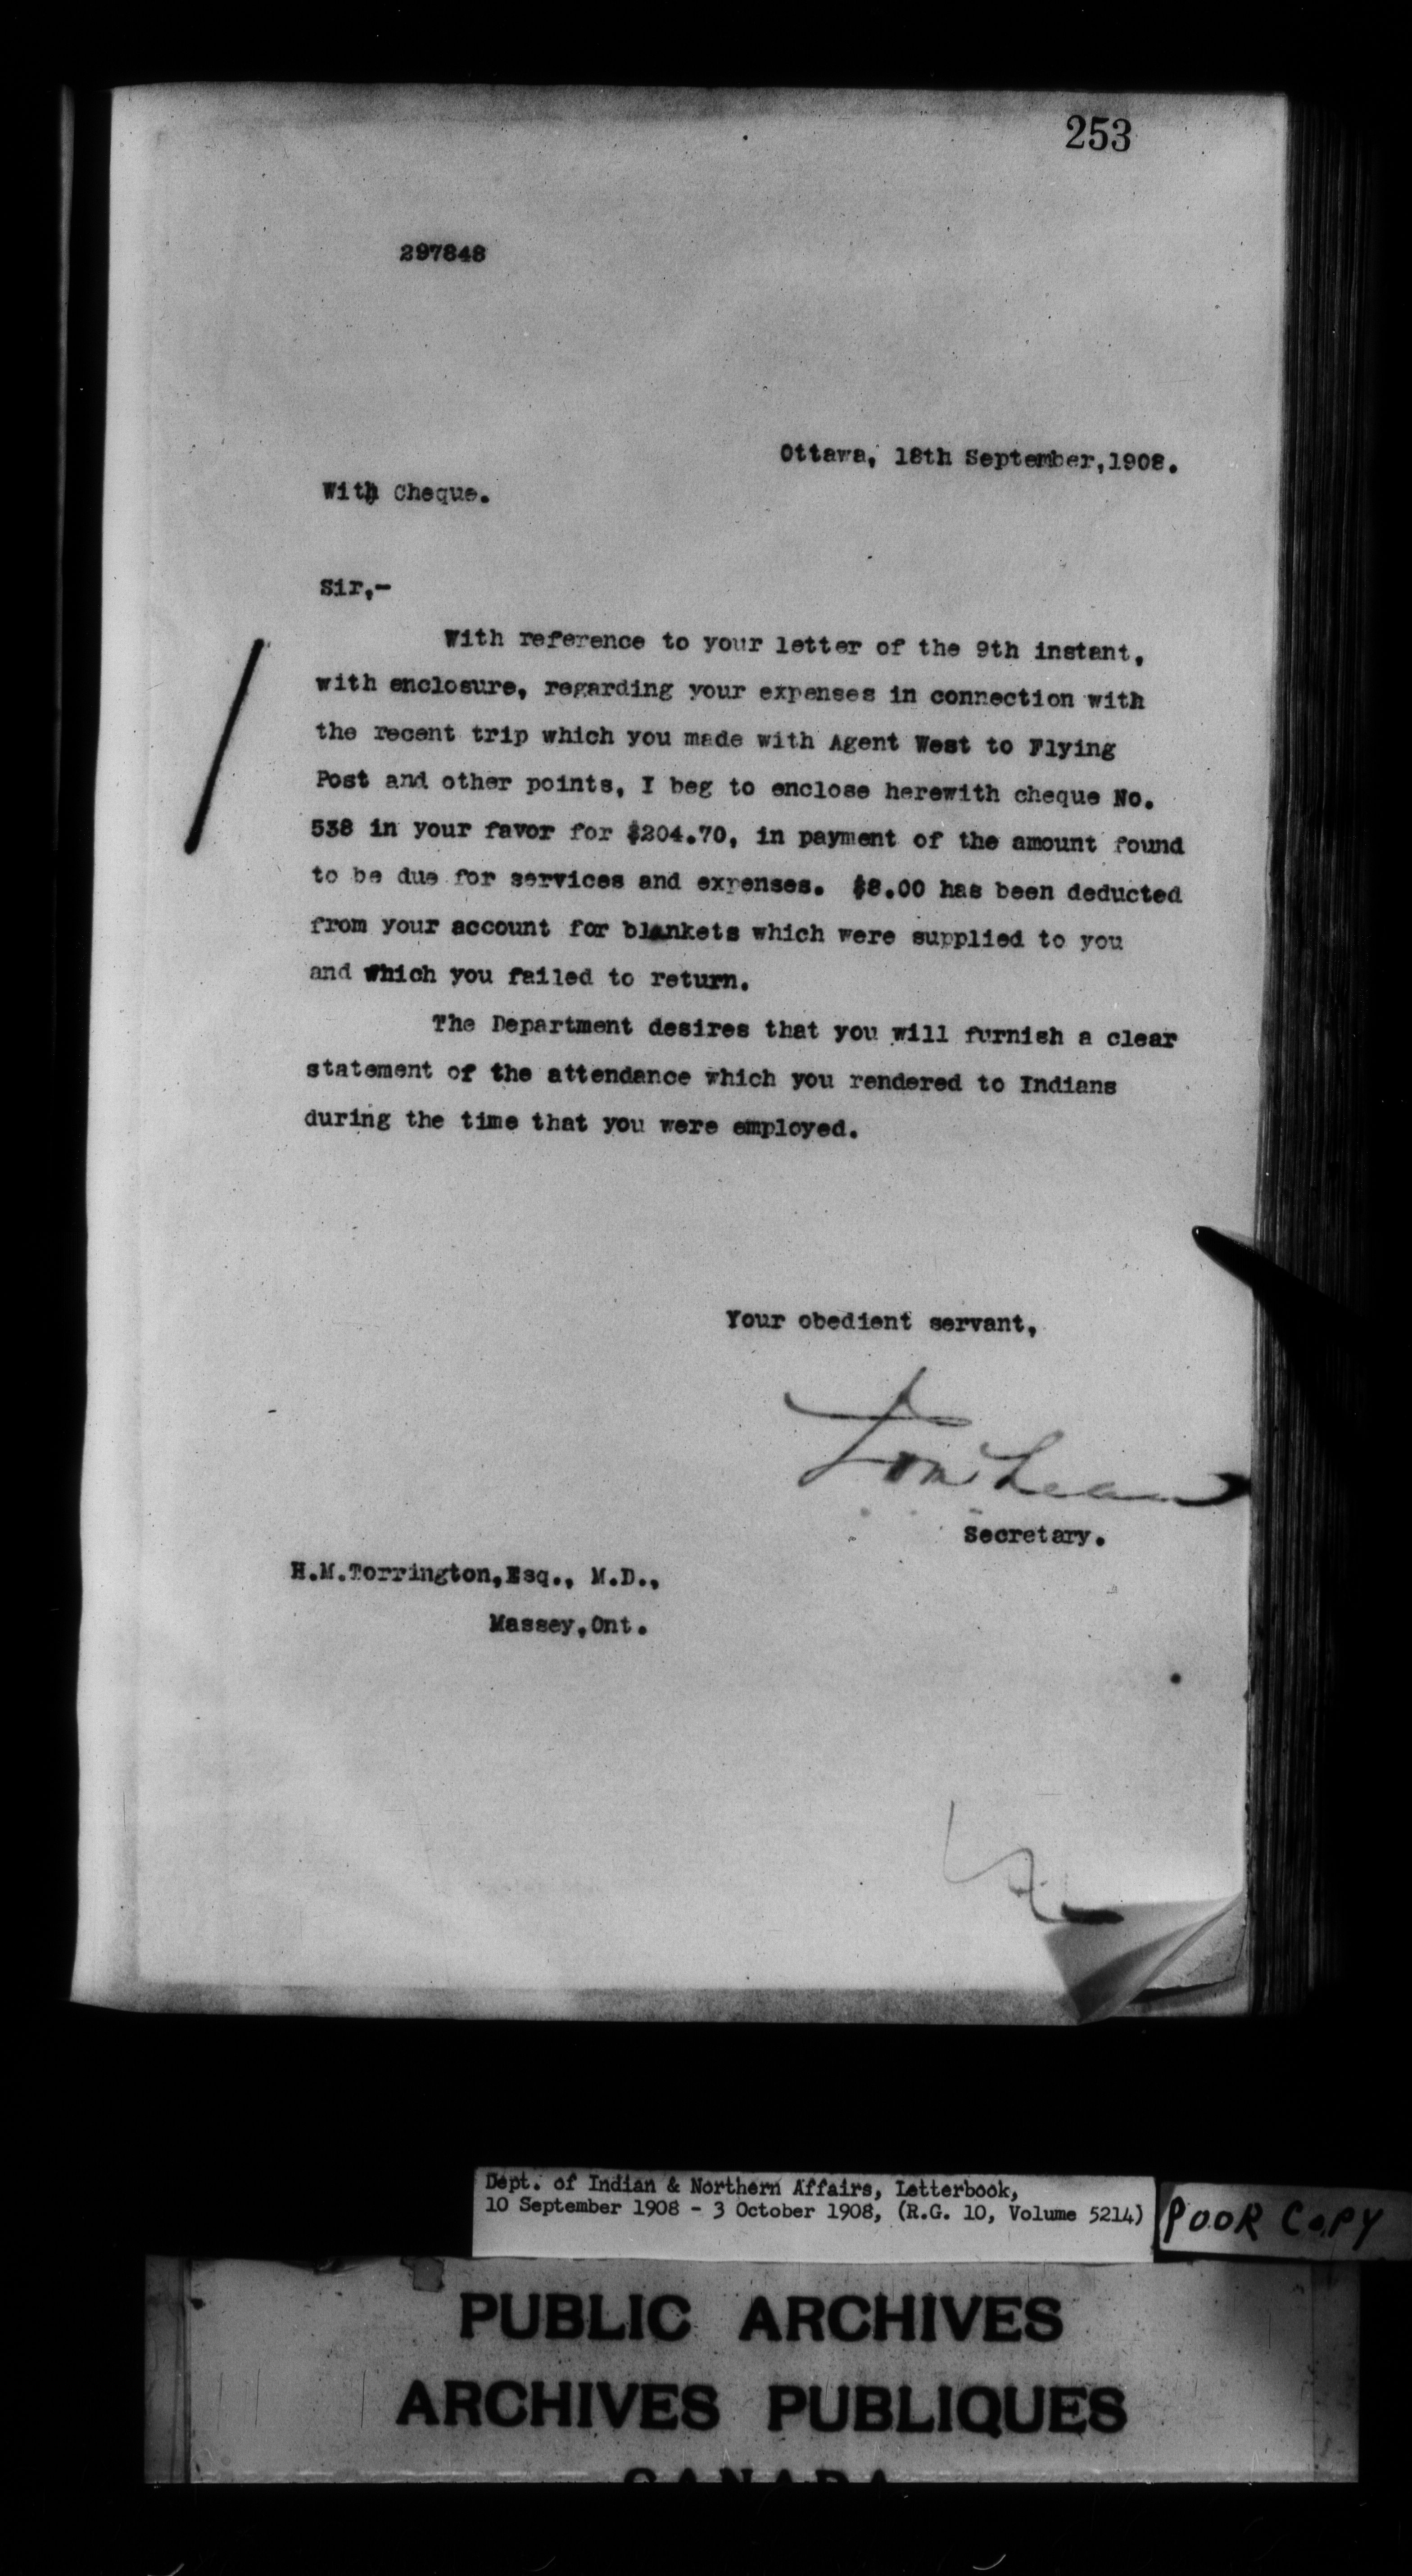 253
297848
Ottawa, 18th September,1908.
With Cheque.
Sir,-
With reference to your letter of the 9th instant,
with enclosure, regarding your expenses in connection with
the recent trip which you made with Agent West to Flying
Post and other points, I beg to enclose herewith cheque No.
538 in your favor for $204.70, in payment of the amount found
to be due for services and expenses. $8.00 has been deducted
from your account for blankets which were supplied to you
and which you failed to return.
The Department desires that you will furnish a clear
statement of the attendance which you rendered to Indians
during the time that you were employed.
Your obedient servant,
Secretary.
H.M.Torrington,Esq., M.D.,
Massey,Ont.
Dept. of Indian & Northern Affairs, Letterbook,
10 September 1908 - 3 October 1908, (R.G. 10, Volume 5214)
POOR COPY
PUBLIC ARCHIVES
ARCHIVES PUBLIQUES
CANADA